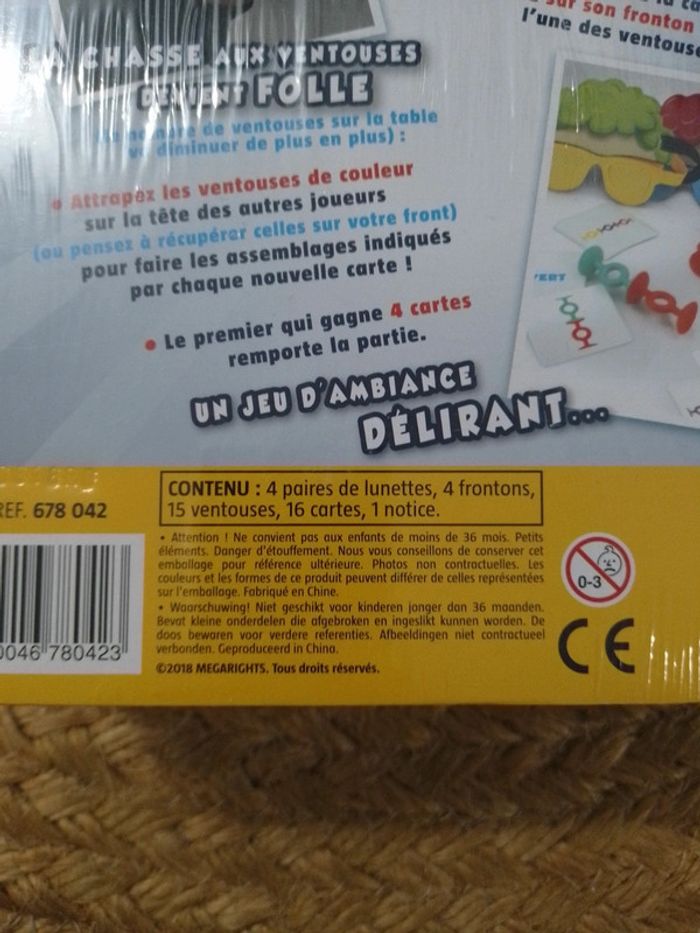 sur son fronton
l'une des ventouse
LA CHASSE AUX VENTOUSES
DEVIENT FOLLE
de ventouses sur la table
va diminuer de plus en plus) :
• Attrapez les ventouses de couleur
sur la tête des autres joueurs
(ou pensez à récupérer celles sur votre front)
pour faire les assemblages indiqués
par chaque nouvelle carte !
VERT
• Le premier qui gagne 4 cartes
remporte la partie.
UN JEU D'AMBIANCE
DÉLIRANT...
REF. 678 042
CONTENU : 4 paires de lunettes, 4 frontons,
15 ventouses, 16 cartes, 1 notice.
• Attention ! Ne convient pas aux enfants de moins de 36 mois. Petits
éléments. Danger d'étouffement. Nous vous conseillons de conserver cet
emballage pour référence ultérieure. Photos non contractuelles. Les
couleurs et les formes de ce produit peuvent différer de celles représentées
sur l'emballage. Fabriqué en Chine.
• Waarschuwing! Niet geschikt voor kinderen jonger dan 36 maanden.
Bevat kleine onderdelen die afgebroken en ingeslikt kunnen worden. De
doos bewaren voor verdere referenties. Afbeeldingen niet contractueel
verbonden. Geproduceerd in China.
©2018 MEGARIGHTS. Tous droits réservés.
0046 780423
0-3
CE